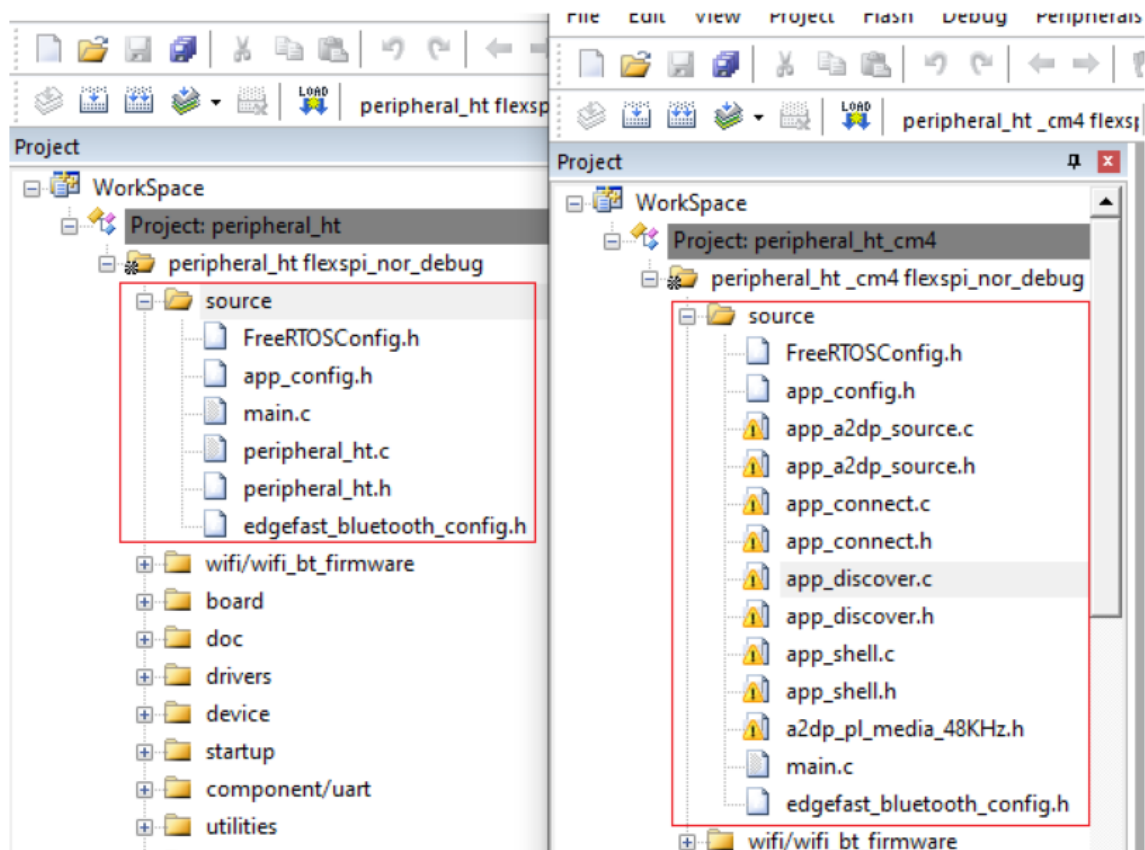 LOAD
peripheral_ht flexsp
Project
WorkSpace
Project: peripheral_ht
peripheral_ht flexspi_nor_debug
source
FreeRTOSConfig.h
app_config.h
main.c
peripheral_ht.c
peripheral_ht.h
edgefast_bluetooth_config.h
wifi/wifi_bt_firmware
board
doc
drivers
device
startup
component/uart
utilities
File Edit View Project Flash Debug Peripherals
LOAD
peripheral_ht _cm4 flexs
Project
WorkSpace
Project: peripheral_ht_cm4
peripheral_ht _cm4 flexspi_nor_debug
source
FreeRTOSConfig.h
app_config.h
app_a2dp_source.c
app_a2dp_source.h
app_connect.c
app_connect.h
app_discover.c
app_discover.h
app_shell.c
app_shell.h
a2dp_pl_media_48KHz.h
main.c
edgefast_bluetooth_config.h
wifi/wifi_bt_firmware